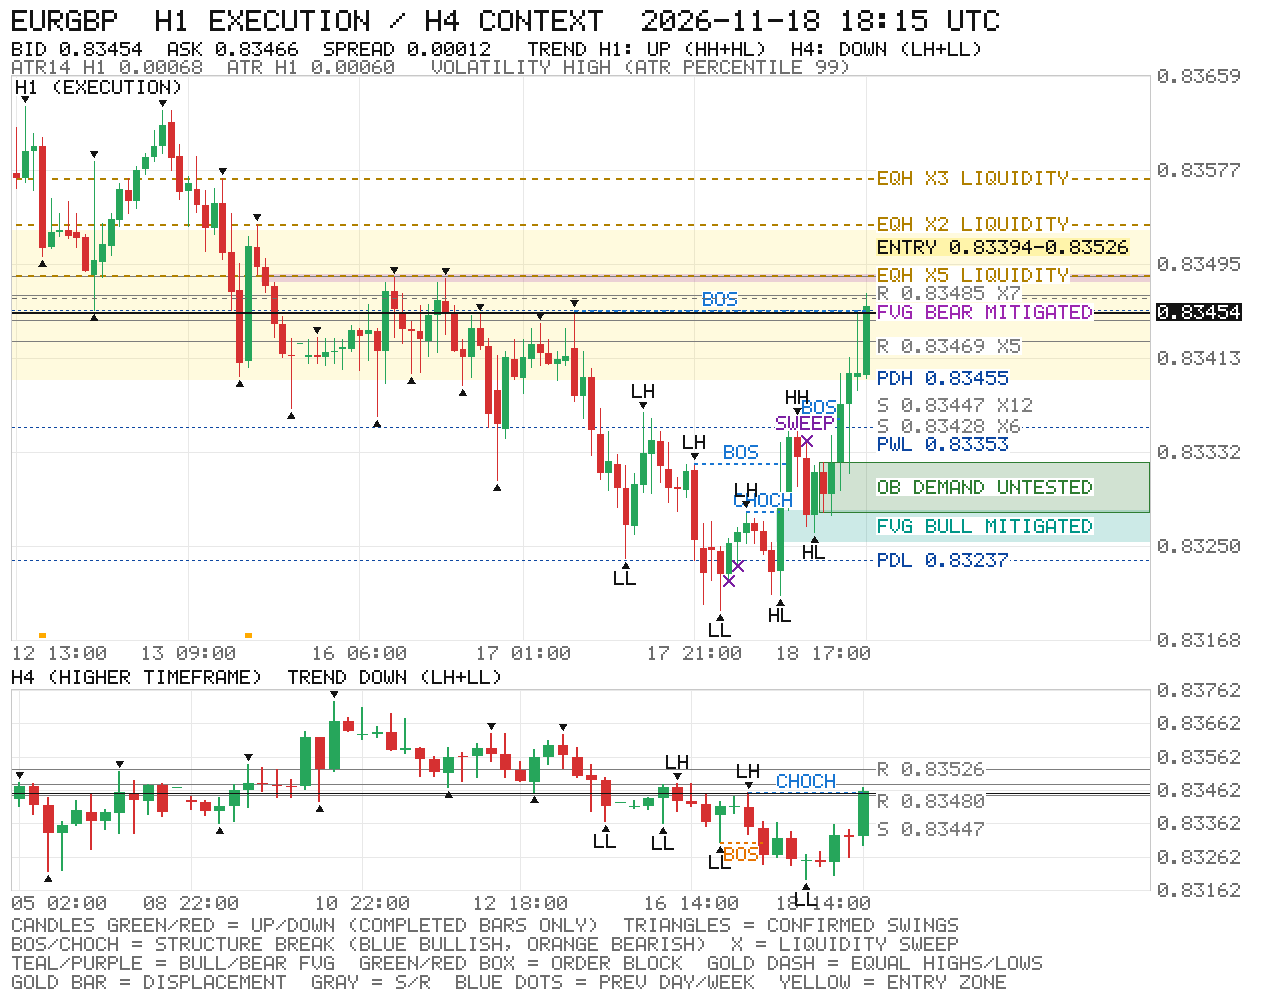 EURGBP  H1 EXECUTION / H4 CONTEXT  2026-11-18 18:15 UTC
BID 0.83454  ASK 0.83466  SPREAD 0.00012   TREND H1: UP (HH+HL)  H4: DOWN (LH+LL)
ATR14 H1 0.00068  ATR H1 0.00060   VOLATILITY HIGH (ATR PERCENTILE 99)
0.83659
H1 (EXECUTION)
0.83577
EQH X3 LIQUIDITY
EQH X2 LIQUIDITY
ENTRY 0.83394-0.83526
0.83495
EQH X5 LIQUIDITY
R 0.83485 X7
BOS
FVG BEAR MITIGATED
0.83454
R 0.83469 X5
0.83413
PDH 0.83455
LH
HH
BOS
S 0.83447 X12
SWEEP
S 0.83428 X6
LH
PWL 0.83353
BOS
0.83332
LH
CHOCH
OB DEMAND UNTESTED
FVG BULL MITIGATED
0.83250
HL
PDL 0.83237
LL
HL
LL
0.83168
12 13:00  13 09:00  16 06:00  17 01:00  17 21:00  18 17:00
H4 (HIGHER TIMEFRAME)  TREND DOWN (LH+LL)
0.83762
0.83662
0.83562
LH
LH
R 0.83526
CHOCH
0.83462
R 0.83480
0.83362
S 0.83447
LL
LL
LL
BOS
0.83262
LL
0.83162
05 02:00  08 22:00  10 22:00  12 18:00  16 14:00  18 14:00
CANDLES GREEN/RED = UP/DOWN (COMPLETED BARS ONLY)  TRIANGLES = CONFIRMED SWINGS
BOS/CHOCH = STRUCTURE BREAK (BLUE BULLISH, ORANGE BEARISH)  X = LIQUIDITY SWEEP
TEAL/PURPLE = BULL/BEAR FVG  GREEN/RED BOX = ORDER BLOCK  GOLD DASH = EQUAL HIGHS/LOWS
GOLD BAR = DISPLACEMENT  GRAY = S/R  BLUE DOTS = PREV DAY/WEEK  YELLOW = ENTRY ZONE